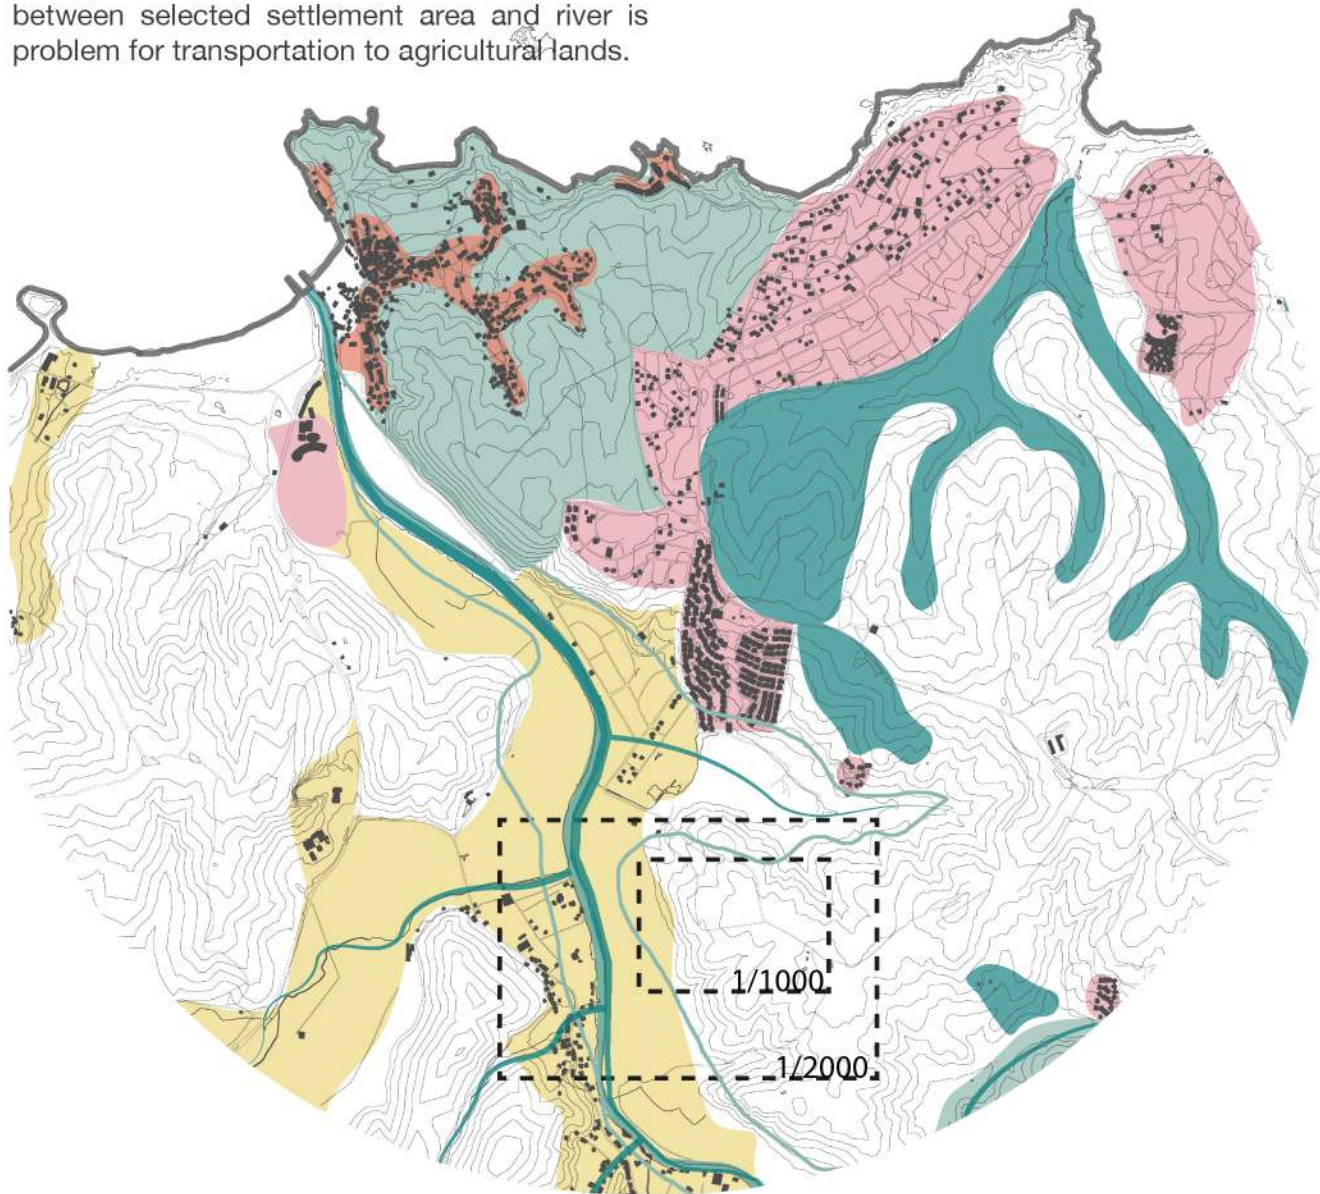 between selected settlement area and river is
problem for transportation to agricultural lands.
1/1000
1/2000